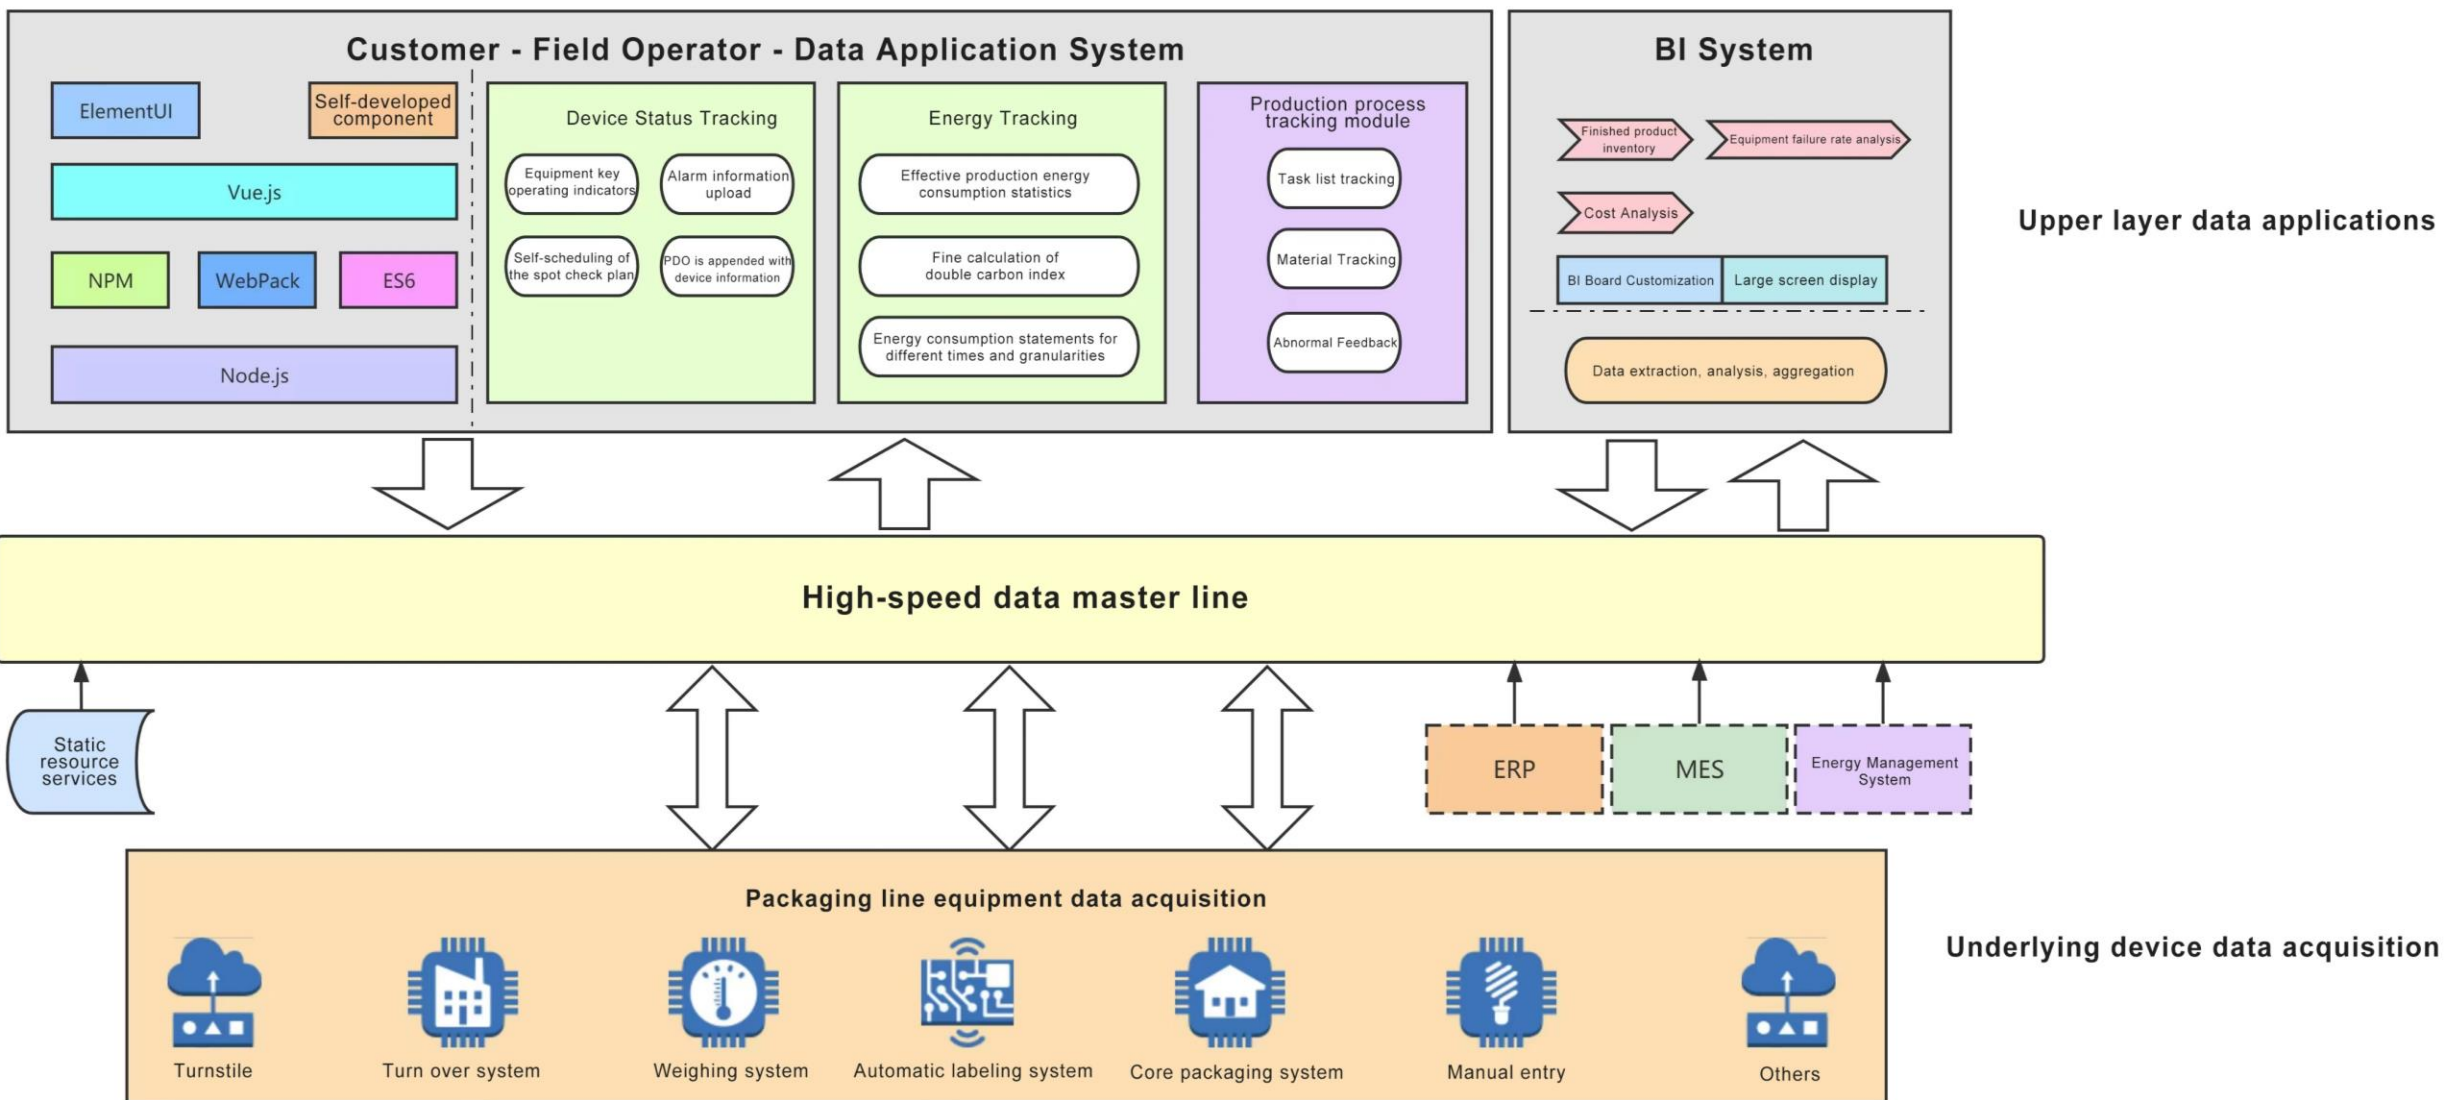 Customer - Field Operator - Data Application System
ElementUI
Self-developed
component
Vue.js
NPM
WebPack
ES6
Node.js
Device Status Tracking
Equipment key
operating indicators
Alarm information
upload
Self-scheduling of
the spot check plan
PDO is appended with
device information
Energy Tracking
Effective production energy
consumption statistics
Fine calculation of
double carbon index
Energy consumption statements for
different times and granularities
Production process
tracking module
Task list tracking
Material Tracking
Abnormal Feedback
BI System
Finished product
inventory
Equipment failure rate analysis
Cost Analysis
BI Board Customization
Large screen display
Data extraction, analysis, aggregation
Upper layer data applications
High-speed data master line
Static
resource
services
ERP
MES
Energy Management
System
Packaging line equipment data acquisition
Turnstile
Turn over system
Weighing system
Automatic labeling system
Core packaging system
Manual entry
Others
Underlying device data acquisition